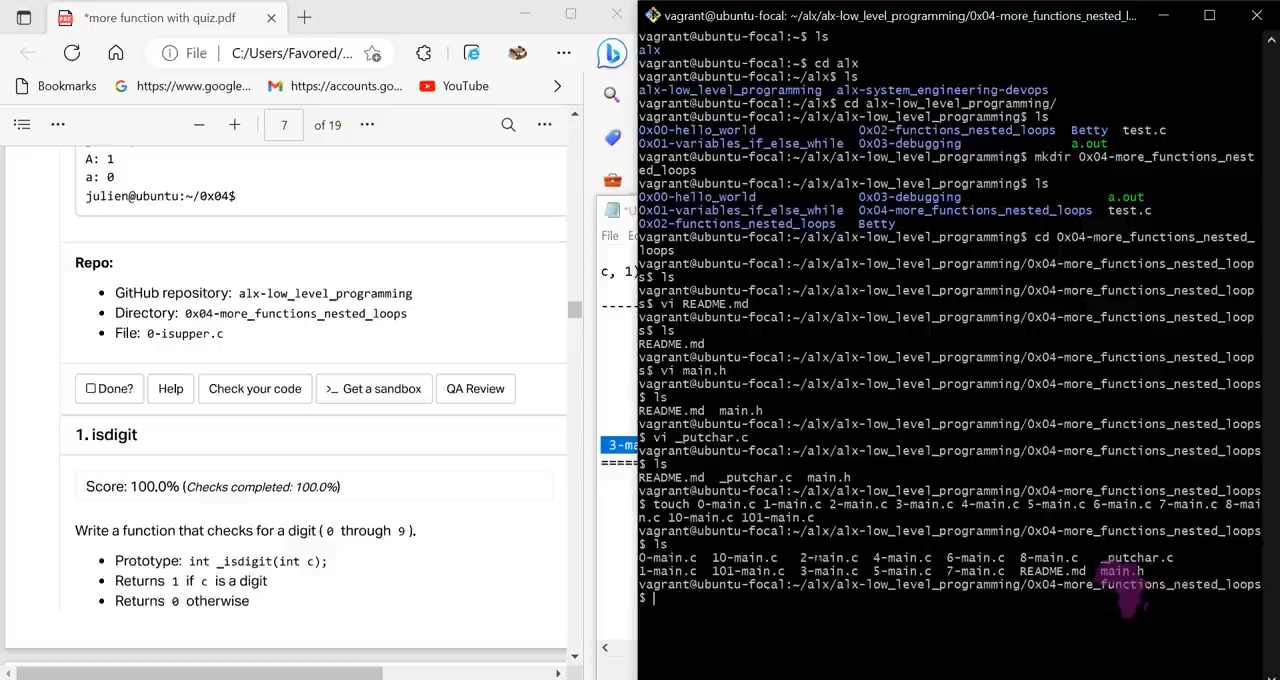 *more function with quiz.pdf
File
C:/Users/Favored/...
Bookmarks
https://www.google...
https://accounts.go...
YouTube
7
of 19
A: 1
a: 0
julien@ubuntu:~/0x04$
Repo:
• GitHub repository: alx-low_level_programming
• Directory: 0x04-more_functions_nested_loops
• File: 0-isupper.c
Done?
Help
Check your code
>_ Get a sandbox
QA Review
1. isdigit
Score: 100.0% (Checks completed: 100.0%)
Write a function that checks for a digit ( 0 through 9 ).
• Prototype: int _isdigit(int c);
• Returns 1 if c is a digit
• Returns 0 otherwise
File
c, 1)
vagrant@ubuntu-focal: ~/alx/alx-low_level_programming/0x04-more_functions_nested_l...
vagrant@ubuntu-focal:~$ ls
alx
vagrant@ubuntu-focal:~$ cd alx
vagrant@ubuntu-focal:~/alx$ ls
alx-low_level_programming  alx-system_engineering-devops
vagrant@ubuntu-focal:~/alx$ cd alx-low_level_programming/
vagrant@ubuntu-focal:~/alx/alx-low_level_programming$ ls
0x00-hello_world  0x02-functions_nested_loops  Betty  test.c
0x01-variables_if_else_while  0x03-debugging  a.out
vagrant@ubuntu-focal:~/alx/alx-low_level_programming$ mkdir 0x04-more_functions_nest
ed_loops
vagrant@ubuntu-focal:~/alx/alx-low_level_programming$ ls
0x00-hello_world  0x03-debugging  a.out
0x01-variables_if_else_while  0x04-more_functions_nested_loops  test.c
0x02-functions_nested_loops  Betty
vagrant@ubuntu-focal:~/alx/alx-low_level_programming$ cd 0x04-more_functions_nested_
loops
vagrant@ubuntu-focal:~/alx/alx-low_level_programming/0x04-more_functions_nested_loop
s$ ls
vagrant@ubuntu-focal:~/alx/alx-low_level_programming/0x04-more_functions_nested_loop
s$ vi README.md
vagrant@ubuntu-focal:~/alx/alx-low_level_programming/0x04-more_functions_nested_loop
s$ ls
README.md
vagrant@ubuntu-focal:~/alx/alx-low_level_programming/0x04-more_functions_nested_loop
s$ vi main.h
vagrant@ubuntu-focal:~/alx/alx-low_level_programming/0x04-more_functions_nested_loops
$ ls
README.md  main.h
vagrant@ubuntu-focal:~/alx/alx-low_level_programming/0x04-more_functions_nested_loops
$ vi _putchar.c
vagrant@ubuntu-focal:~/alx/alx-low_level_programming/0x04-more_functions_nested_loops
$ ls
README.md  _putchar.c  main.h
vagrant@ubuntu-focal:~/alx/alx-low_level_programming/0x04-more_functions_nested_loops
$ touch 0-main.c 1-main.c 2-main.c 3-main.c 4-main.c 5-main.c 6-main.c 7-main.c 8-mai
n.c 10-main.c 101-main.c
vagrant@ubuntu-focal:~/alx/alx-low_level_programming/0x04-more_functions_nested_loops
$ ls
0-main.c  10-main.c  2-main.c  4-main.c  6-main.c  8-main.c  _putchar.c
1-main.c  101-main.c  3-main.c  5-main.c  7-main.c  README.md  main.h
vagrant@ubuntu-focal:~/alx/alx-low_level_programming/0x04-more_functions_nested_loops
$